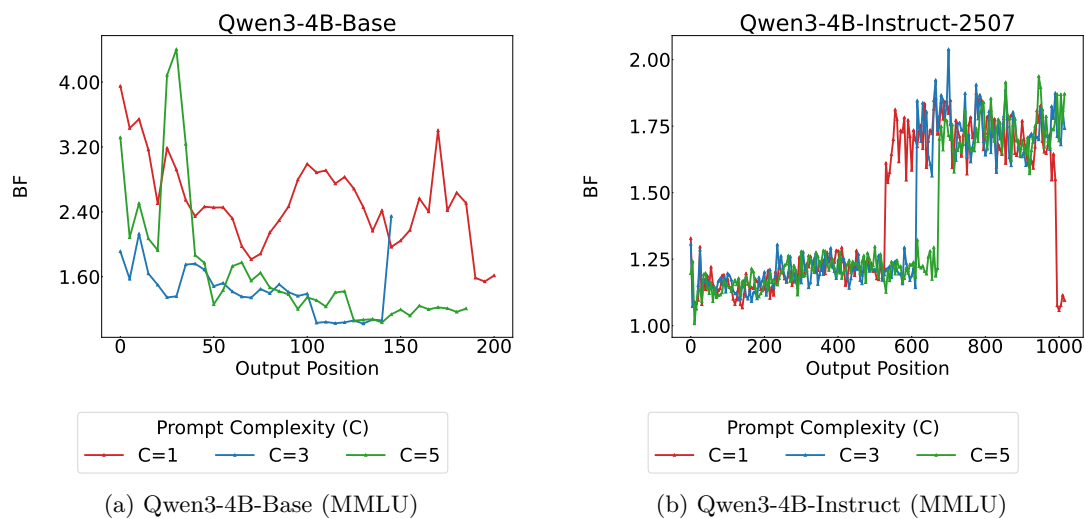 Qwen3-4B-Base
4.00
3.20
2.40
1.60
BF
0 50 100 150 200
Output Position
Prompt Complexity (C)
C=1 C=3 C=5
(a) Qwen3-4B-Base (MMLU)
Qwen3-4B-Instruct-2507
2.00
1.75
1.50
1.25
1.00
BF
0 200 400 600 800 1000
Output Position
Prompt Complexity (C)
C=1 C=3 C=5
(b) Qwen3-4B-Instruct (MMLU)